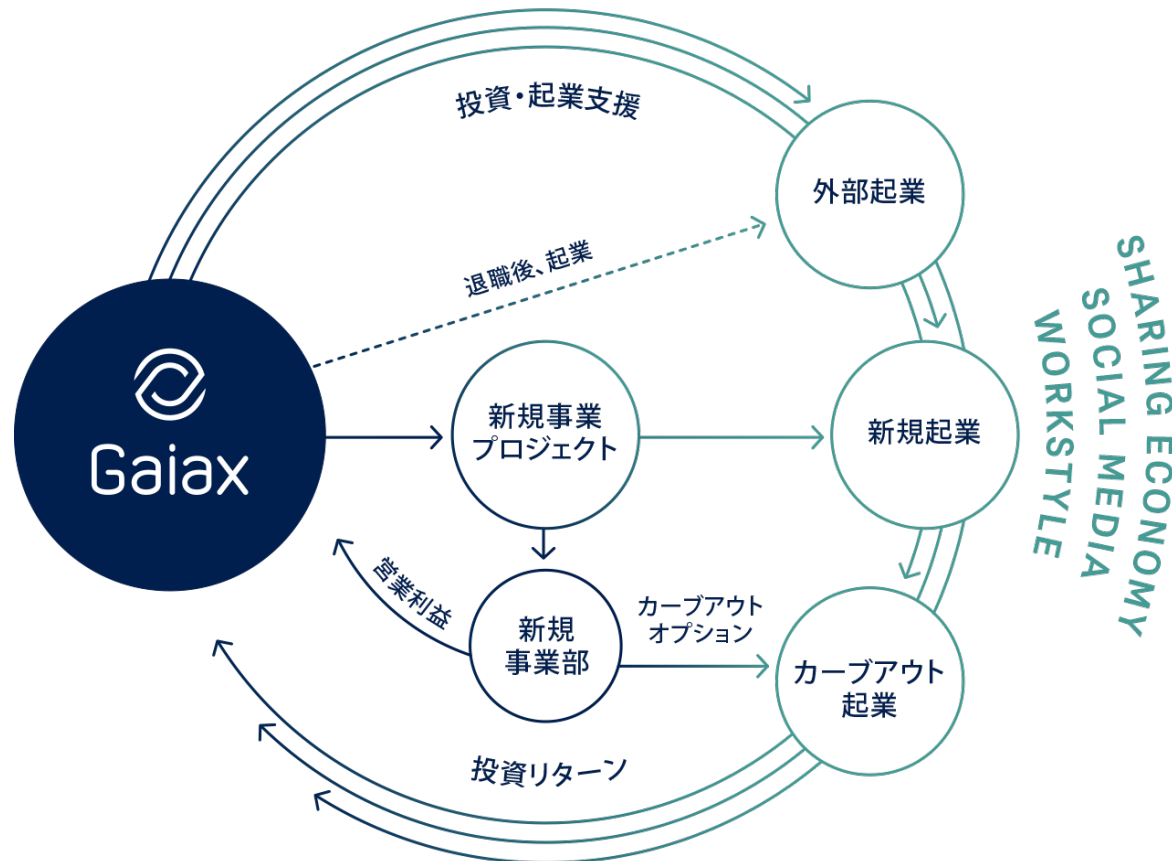 投資・起業支援
外部起業
退職後、起業
Gaiax
新規事業
プロジェクト
新規起業
SHARING ECONOMY
SOCIAL MEDIA
WORKSTYLE
営業利益
新規
事業部
カーブアウト
オプション
カーブアウト
起業
投資リターン